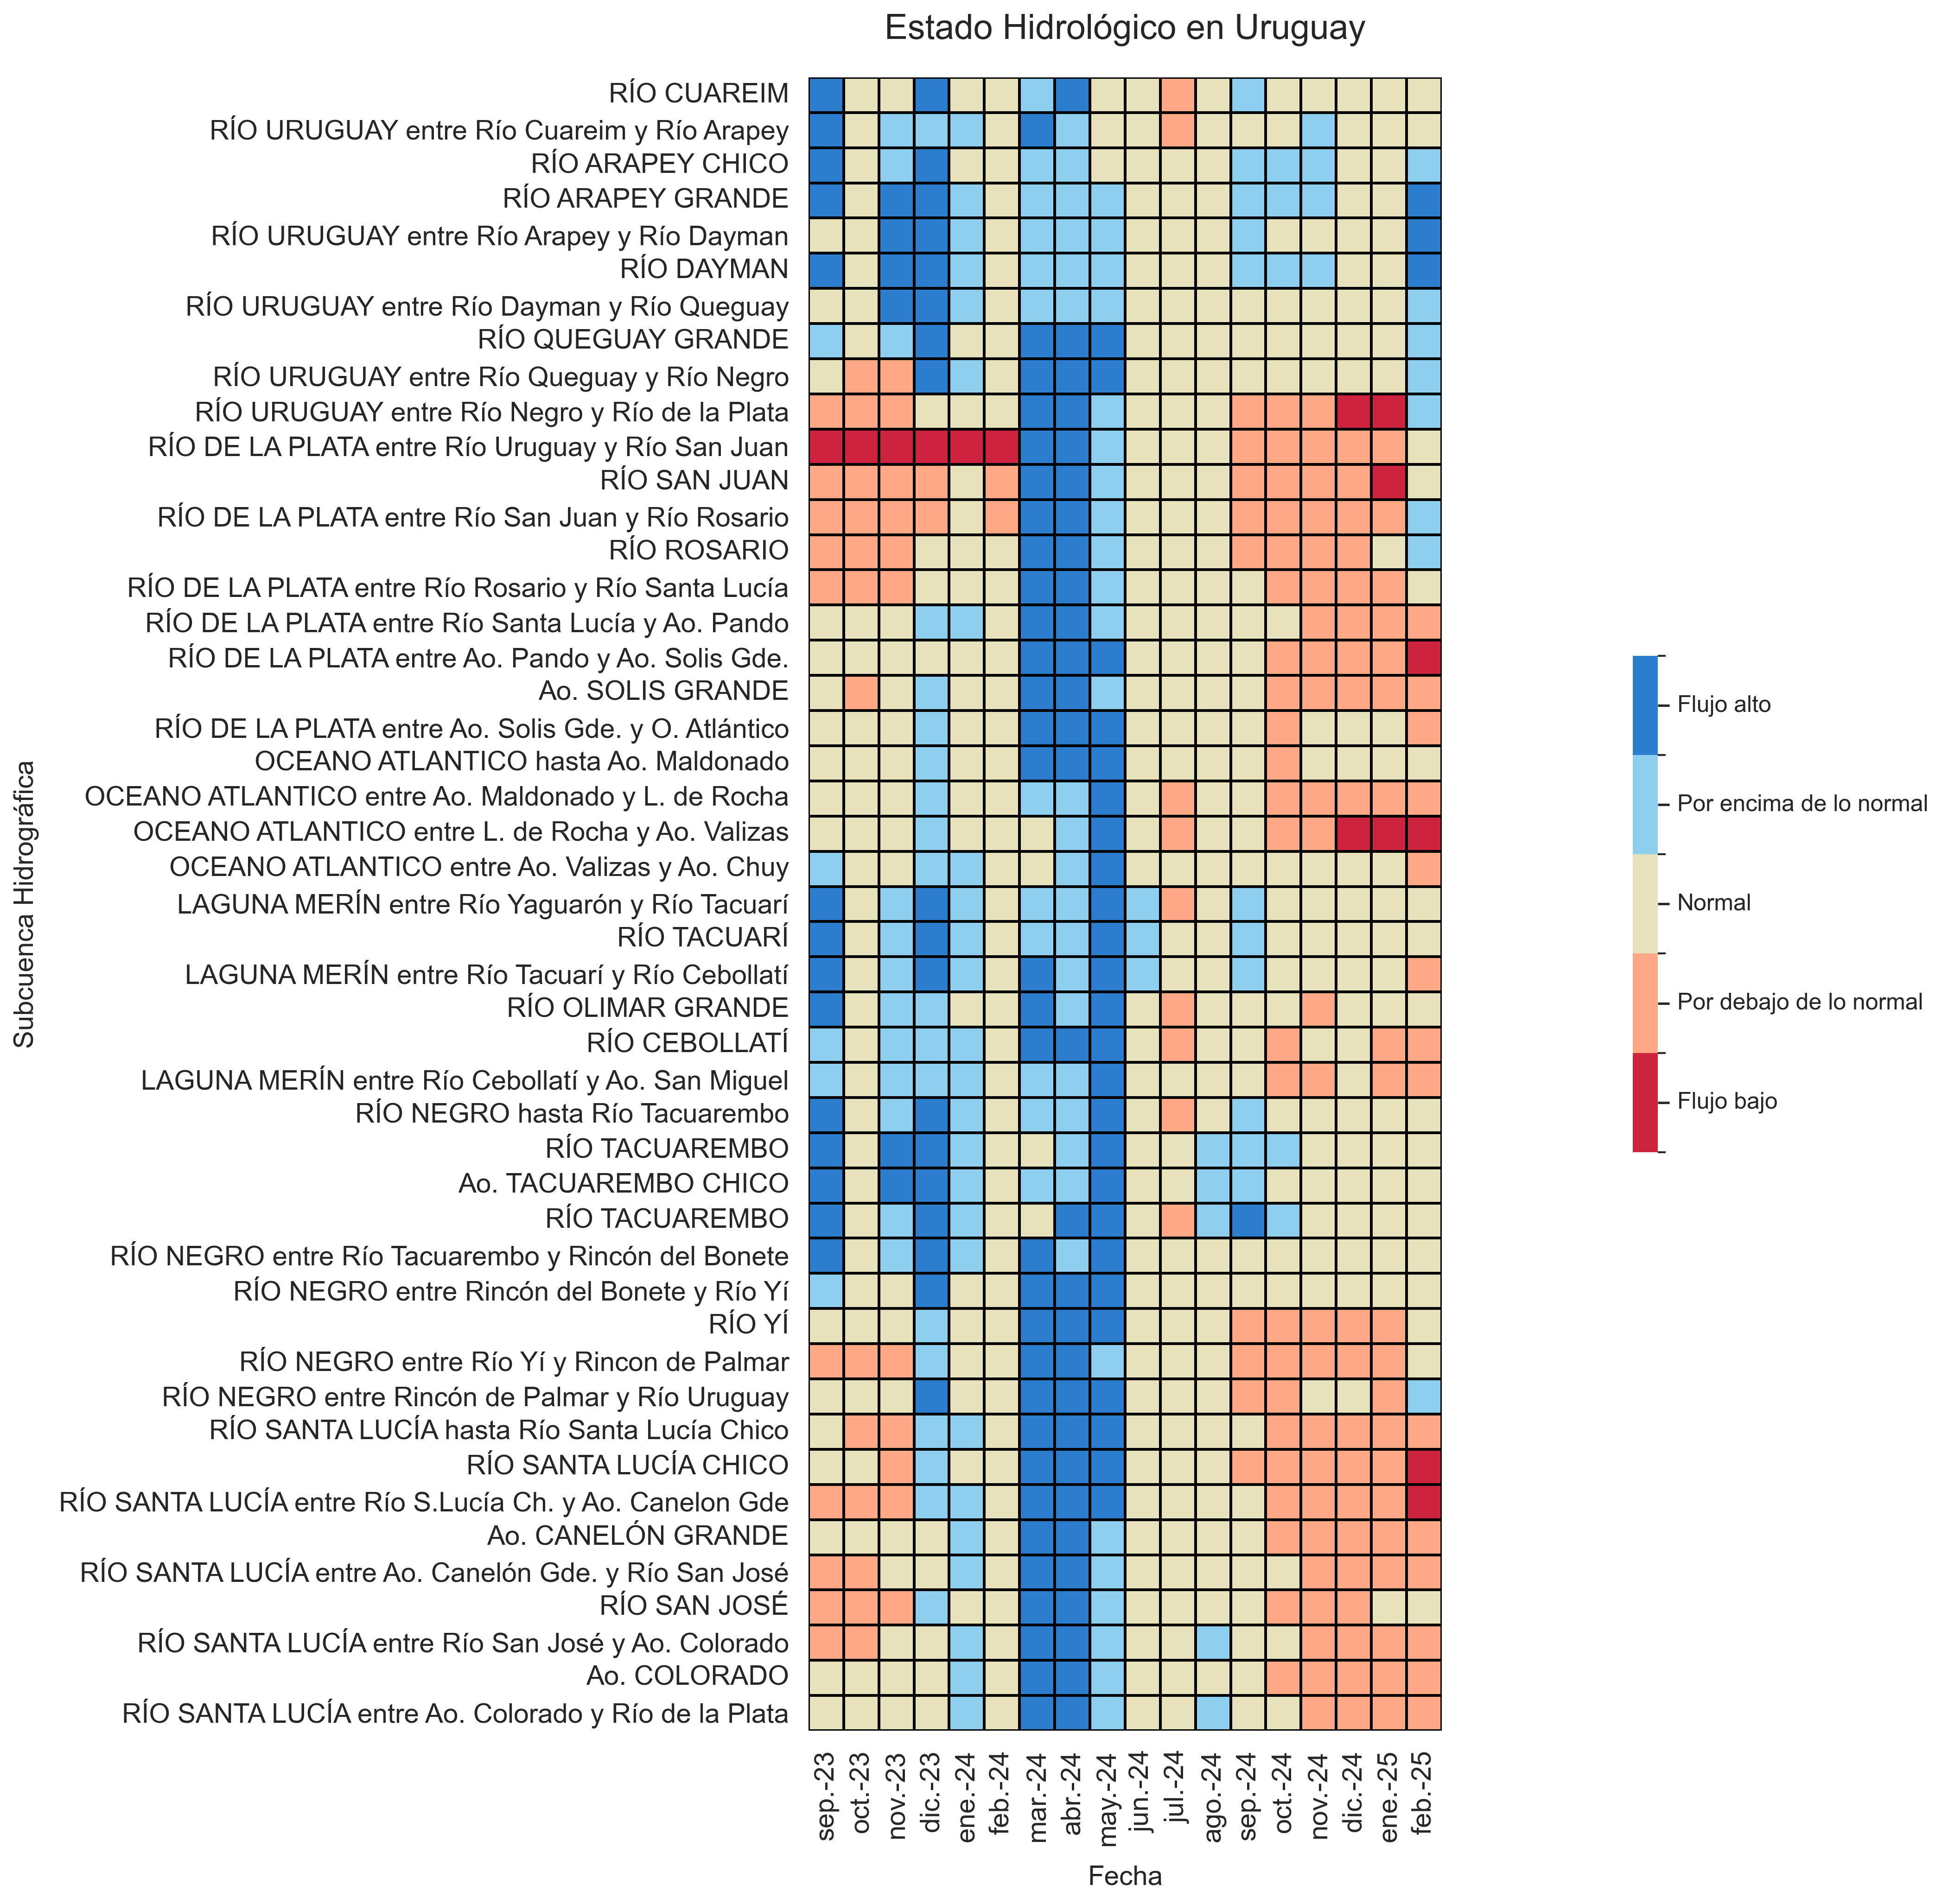 Estado Hidrológico en Uruguay
RÍO CUAREIM
RÍO URUGUAY entre Río Cuareim y Río Arapey
RÍO ARAPEY CHICO
RÍO ARAPEY GRANDE
RÍO URUGUAY entre Río Arapey y Río Dayman
RÍO DAYMAN
RÍO URUGUAY entre Río Dayman y Río Queguay
RÍO QUEGUAY GRANDE
RÍO URUGUAY entre Río Queguay y Río Negro
RÍO URUGUAY entre Río Negro y Río de la Plata
RÍO DE LA PLATA entre Río Uruguay y Río San Juan
RÍO SAN JUAN
RÍO DE LA PLATA entre Río San Juan y Río Rosario
RÍO ROSARIO
RÍO DE LA PLATA entre Río Rosario y Río Santa Lucía
RÍO DE LA PLATA entre Río Santa Lucía y Ao. Pando
RÍO DE LA PLATA entre Ao. Pando y Ao. Solis Gde.
Ao. SOLIS GRANDE
RÍO DE LA PLATA entre Ao. Solis Gde. y O. Atlántico
OCEANO ATLANTICO hasta Ao. Maldonado
OCEANO ATLANTICO entre Ao. Maldonado y L. de Rocha
OCEANO ATLANTICO entre L. de Rocha y Ao. Valizas
OCEANO ATLANTICO entre Ao. Valizas y Ao. Chuy
LAGUNA MERÍN entre Río Yaguarón y Río Tacuarí
RÍO TACUARÍ
LAGUNA MERÍN entre Río Tacuarí y Río Cebollatí
RÍO OLIMAR GRANDE
RÍO CEBOLLATÍ
LAGUNA MERÍN entre Río Cebollatí y Ao. San Miguel
RÍO NEGRO hasta Río Tacuarembo
RÍO TACUAREMBO
Ao. TACUAREMBO CHICO
RÍO TACUAREMBO
RÍO NEGRO entre Río Tacuarembo y Rincón del Bonete
RÍO NEGRO entre Rincón del Bonete y Río Yí
RÍO YÍ
RÍO NEGRO entre Río Yí y Rincon de Palmar
RÍO NEGRO entre Rincón de Palmar y Río Uruguay
RÍO SANTA LUCÍA hasta Río Santa Lucía Chico
RÍO SANTA LUCÍA CHICO
RÍO SANTA LUCÍA entre Río S.Lucía Ch. y Ao. Canelon Gde
Ao. CANELÓN GRANDE
RÍO SANTA LUCÍA entre Ao. Canelón Gde. y Río San José
RÍO SAN JOSÉ
RÍO SANTA LUCÍA entre Río San José y Ao. Colorado
Ao. COLORADO
RÍO SANTA LUCÍA entre Ao. Colorado y Río de la Plata
Subcuenca Hidrográfica
sep.-23
oct.-23
nov.-23
dic.-23
ene.-24
feb.-24
mar.-24
abr.-24
may.-24
jun.-24
jul.-24
ago.-24
sep.-24
oct.-24
nov.-24
dic.-24
ene.-25
feb.-25
Fecha
Flujo alto
Por encima de lo normal
Normal
Por debajo de lo normal
Flujo bajo